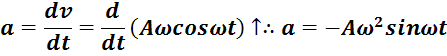 a = dv/dt = d/dt (Aωcosωt) ↑∴ a = −Aω²sinωt